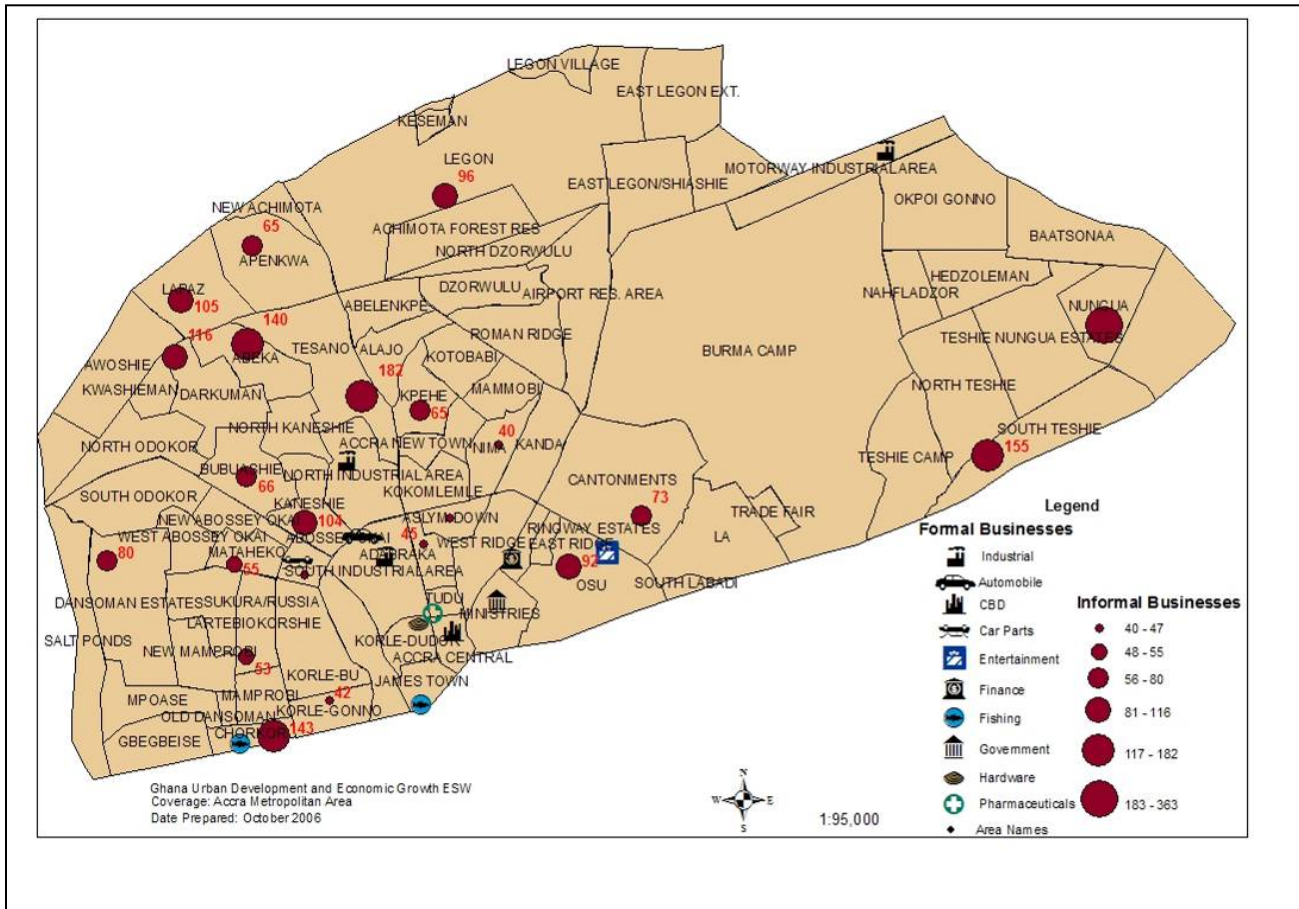 LEGON VILLAGE
EAST LEGON EXT.
KESEMAN
LEGON
96
MOTORWAY INDUSTRIAL AREA
EAST LEGON/SHIASHIE
OKPOI GONNO
NEW ACHIMOTA
65
APENKWA
ACHIMOTA FOREST RES
NORTH DZORWULU
BAATSONAA
HEDZOLEMAN
DZORWULU
AIRPORT RES. AREA
NAHFLADZOR
LAPAZ
105
ABELENKPE
NUNGUA
140
116
ROMAN RIDGE
TESHIE NUNGUA ESTATES
TESANO
ALAJO
KOTOBABI
BURMA CAMP
AWOSHIE
ABEKA
182
KWASHIEMAN
DARKUMAN
KPEHE
MAMMOBI
NORTH TESHIE
65
NORTH KANESHIE
40
SOUTH TESHIE
NORTH ODOKOR
ACCRA NEW TOWN
NIMA
KANDA
155
TESHIE CAMP
BUBUASHIE
66
NORTH INDUSTRIAL AREA
CANTONMENTS
KOKOMLEMLE
73
SOUTH ODOKOR
KANESHIE
104
NEW ABOSSEY OKAI
ASLYM DOWN
TRADE FAIR
WEST ABOSSEY OKAI
ABOSSEY OKAI
45
RINGWAY ESTATES
LA
80
MATAHEKO
55
ADABRAKA
WEST RIDGE
EAST RIDGE
92
SOUTH INDUSTRIAL AREA
OSU
SOUTH LABADI
DANSOMAN ESTATES
SUKURA/RUSSIA
TUDU
MINISTRIES
LARTEBIOKORSHIE
SALT PONDS
KORLE-DUDOR
NEW MAMPROBI
53
ACCRA CENTRAL
KORLE-BU
JAMES TOWN
MPOASE
MAMPROBI
42
KORLE-GONNO
OLD DANSOMAN
GBEGBEISE
CHORKOR
143
Legend
Formal Businesses
Industrial
Automobile
CBD
Car Parts
Entertainment
Finance
Fishing
Government
Hardware
Pharmaceuticals
Area Names
Informal Businesses
40 - 47
48 - 55
56 - 80
81 - 116
117 - 182
183 - 363
Ghana Urban Development and Economic Growth ESW
Coverage: Accra Metropolitan Area
Date Prepared: October 2006
N
W
E
S
1:95,000